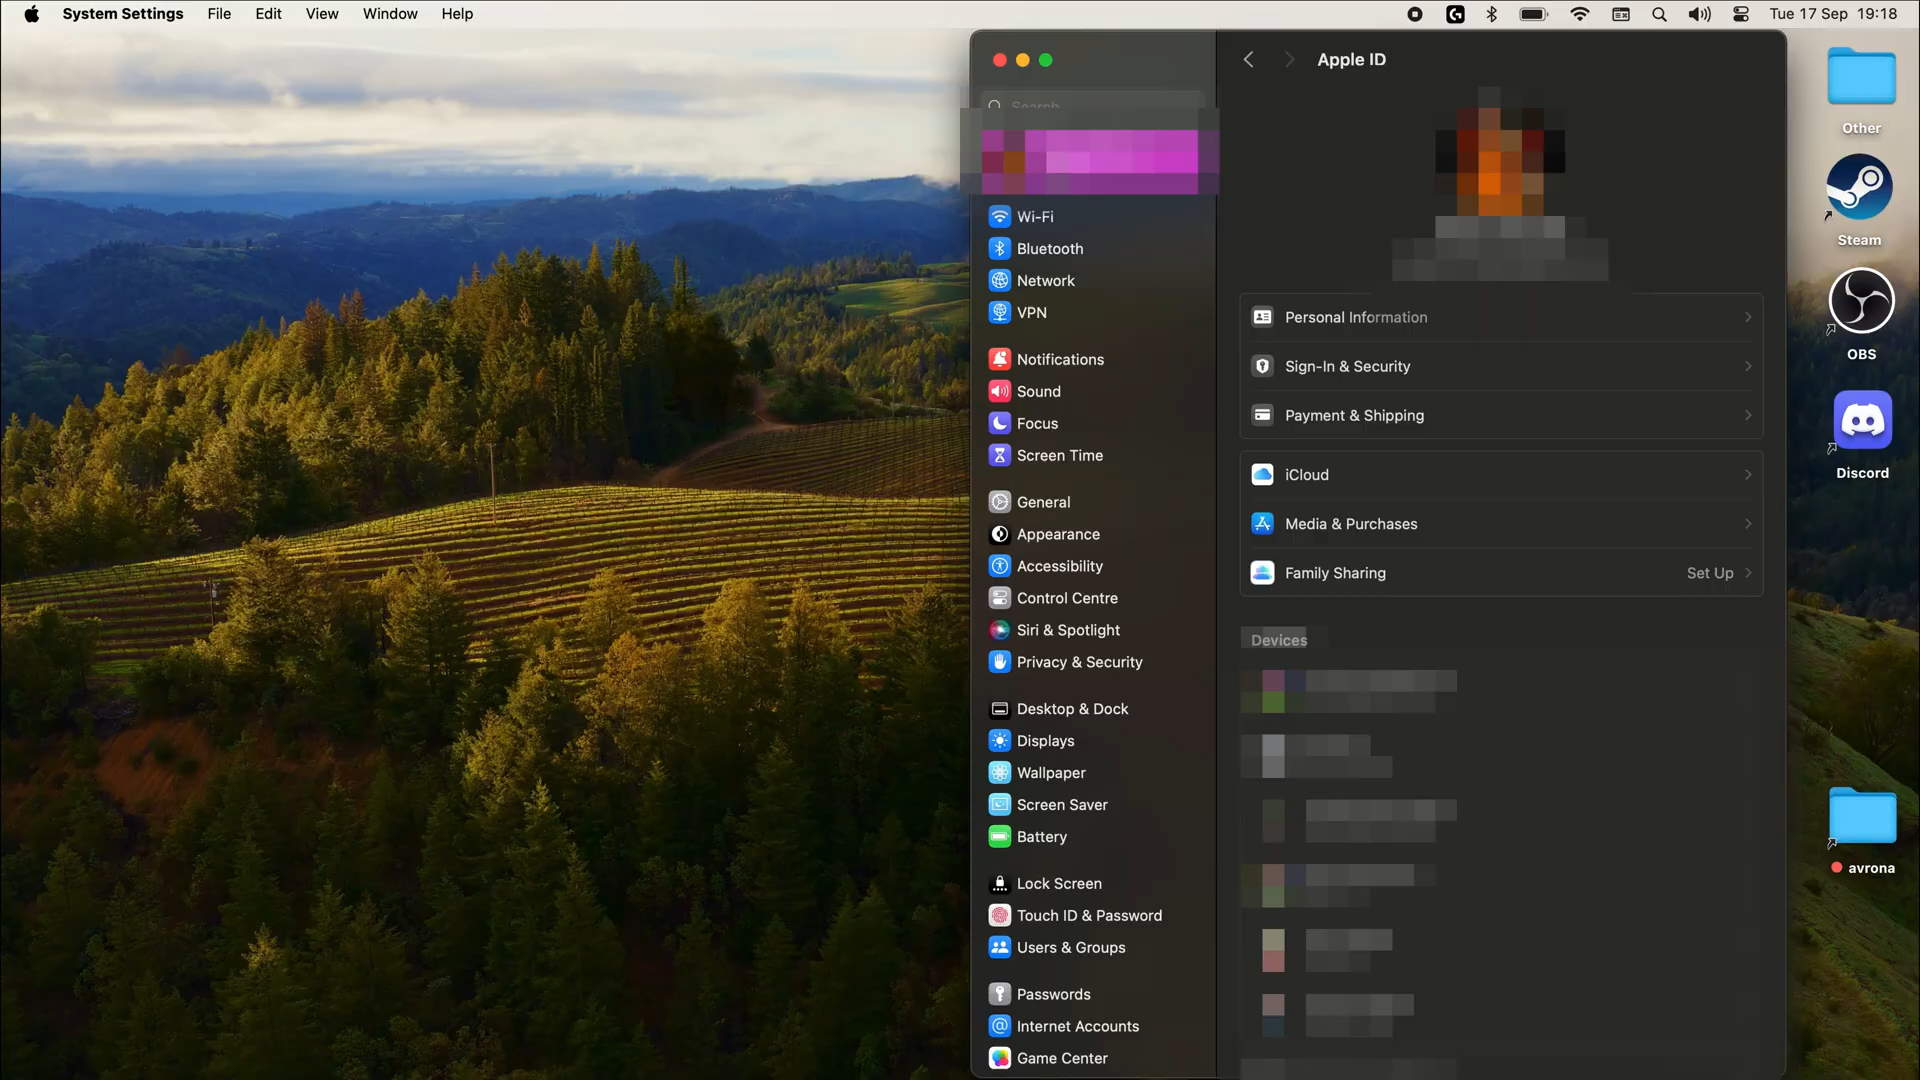 System Settings File Edit View Window Help
Tue 17 Sep 19:18
Search
Wi-Fi
Bluetooth
Network
VPN
Notifications
Sound
Focus
Screen Time
General
Appearance
Accessibility
Control Centre
Siri & Spotlight
Privacy & Security
Desktop & Dock
Displays
Wallpaper
Screen Saver
Battery
Lock Screen
Touch ID & Password
Users & Groups
Passwords
Internet Accounts
Game Center
Apple ID
Personal Information
Sign-In & Security
Payment & Shipping
iCloud
Media & Purchases
Family Sharing Set Up
Devices
Other
Steam
OBS
Discord
avrona